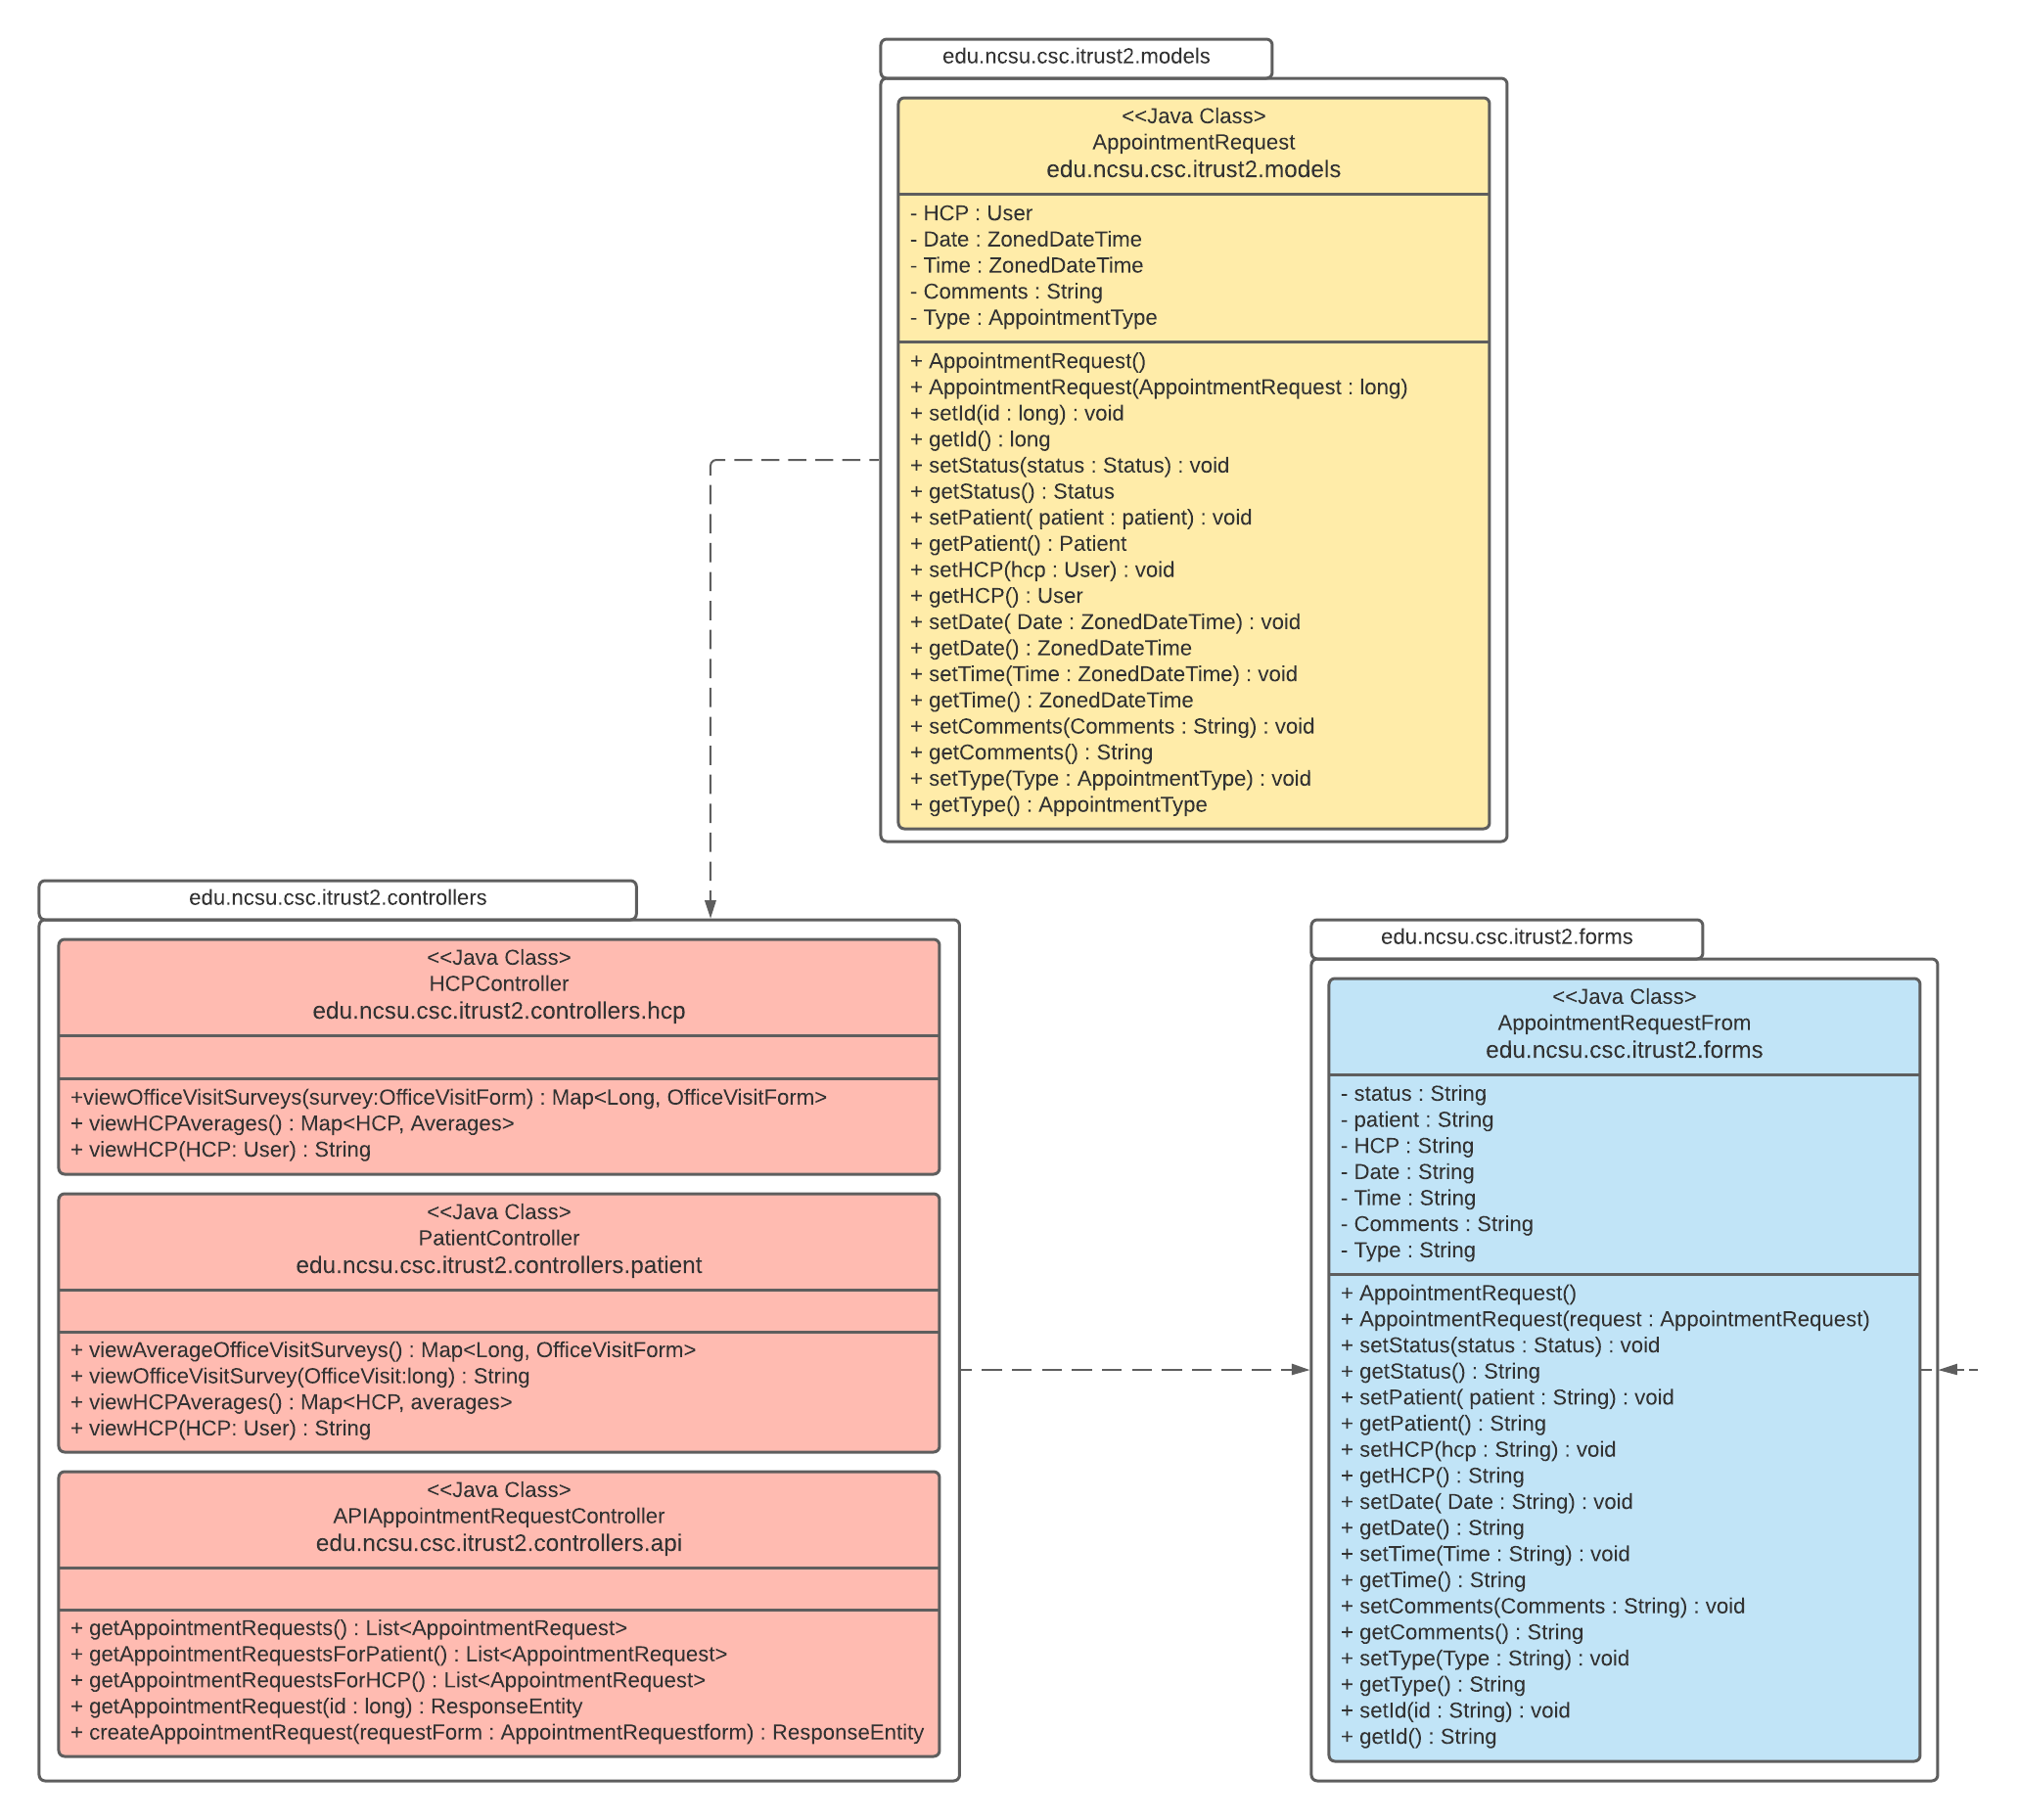 edu.ncsu.csc.itrust2.models
<<Java Class>
AppointmentRequest
edu.ncsu.csc.itrust2.models
- HCP : User
- Date : ZonedDateTime
- Time : ZonedDateTime
- Comments : String
- Type : AppointmentType
+ AppointmentRequest()
+ AppointmentRequest(AppointmentRequest : long)
+ setId(id : long) : void
+ getId() : long
+ setStatus(status : Status) : void
+ getStatus() : Status
+ setPatient( patient : patient) : void
+ getPatient() : Patient
+ setHCP(hcp : User) : void
+ getHCP() : User
+ setDate( Date : ZonedDateTime) : void
+ getDate() : ZonedDateTime
+ setTime(Time : ZonedDateTime) : void
+ getTime() : ZonedDateTime
+ setComments(Comments : String) : void
+ getComments() : String
+ setType(Type : AppointmentType) : void
+ getType() : AppointmentType
edu.ncsu.csc.itrust2.controllers
<<Java Class>
HCPController
edu.ncsu.csc.itrust2.controllers.hcp
+viewOfficeVisitSurveys(survey:OfficeVisitForm) : Map<Long, OfficeVisitForm>
+ viewHCPAverages() : Map<HCP, Averages>
+ viewHCP(HCP: User) : String
<<Java Class>
PatientController
edu.ncsu.csc.itrust2.controllers.patient
+ viewAverageOfficeVisitSurveys() : Map<Long, OfficeVisitForm>
+ viewOfficeVisitSurvey(OfficeVisit:long) : String
+ viewHCPAverages() : Map<HCP, averages>
+ viewHCP(HCP: User) : String
<<Java Class>
APIAppointmentRequestController
edu.ncsu.csc.itrust2.controllers.api
+ getAppointmentRequests() : List<AppointmentRequest>
+ getAppointmentRequestsForPatient() : List<AppointmentRequest>
+ getAppointmentRequestsForHCP() : List<AppointmentRequest>
+ getAppointmentRequest(id : long) : ResponseEntity
+ createAppointmentRequest(requestForm : AppointmentRequestform) : ResponseEntity
edu.ncsu.csc.itrust2.forms
<<Java Class>
AppointmentRequestFrom
edu.ncsu.csc.itrust2.forms
- status : String
- patient : String
- HCP : String
- Date : String
- Time : String
- Comments : String
- Type : String
+ AppointmentRequest()
+ AppointmentRequest(request : AppointmentRequest)
+ setStatus(status : Status) : void
+ getStatus() : String
+ setPatient( patient : String) : void
+ getPatient() : String
+ setHCP(hcp : String) : void
+ getHCP() : String
+ setDate( Date : String) : void
+ getDate() : String
+ setTime(Time : String) : void
+ getTime() : String
+ setComments(Comments : String) : void
+ getComments() : String
+ setType(Type : String) : void
+ getType() : String
+ setId(id : String) : void
+ getId() : String